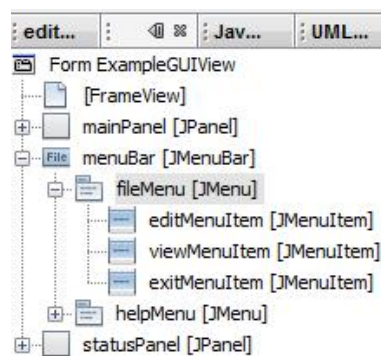 edit... Jav... UML...
Form ExampleGUIView
[FrameView]
mainPanel [JPanel]
File menuBar [JMenuBar]
fileMenu [JMenu]
editMenuItem [JMenuItem]
viewMenuItem [JMenuItem]
exitMenuItem [JMenuItem]
helpMenu [JMenu]
statusPanel [JPanel]